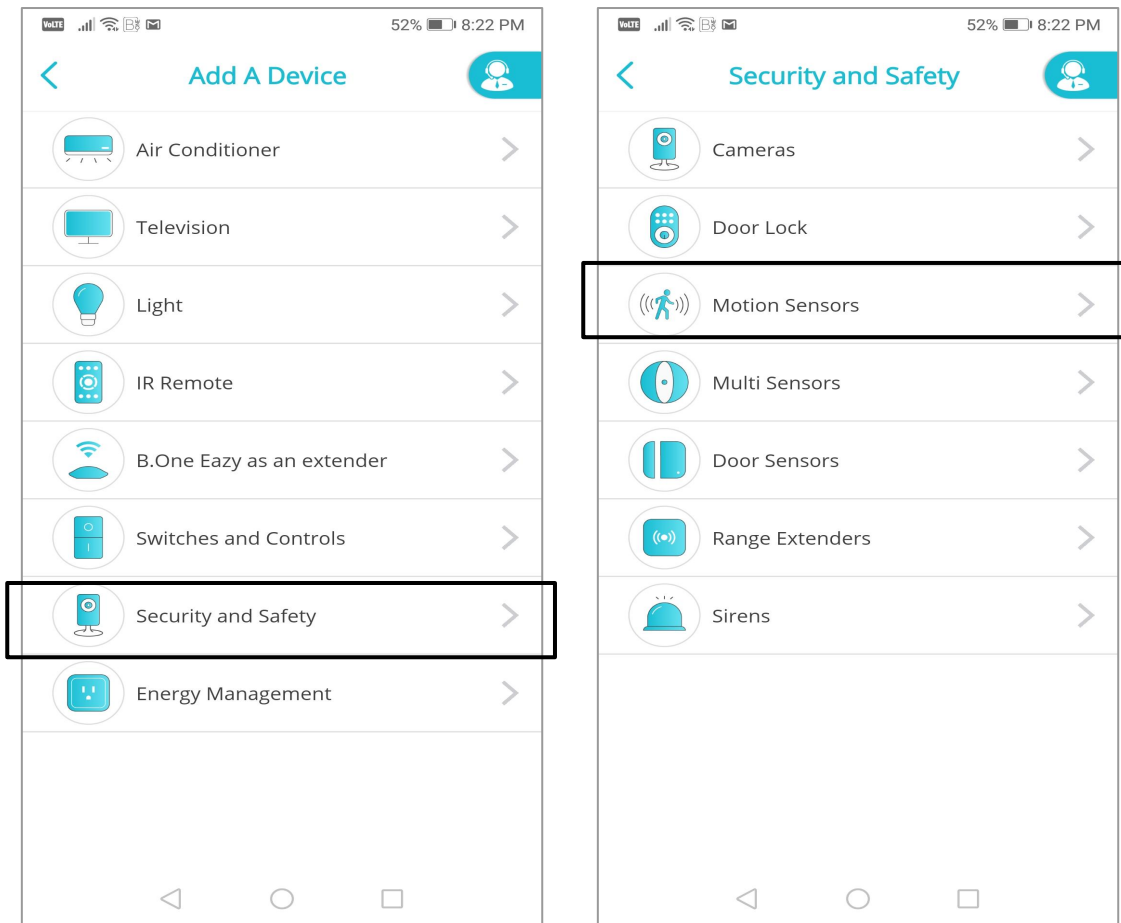 VoLTE 52% 8:22 PM
Add A Device
Air Conditioner
Television
Light
IR Remote
B.One Eazy as an extender
Switches and Controls
Security and Safety
Energy Management
VoLTE 52% 8:22 PM
Security and Safety
Cameras
Door Lock
Motion Sensors
Multi Sensors
Door Sensors
Range Extenders
Sirens